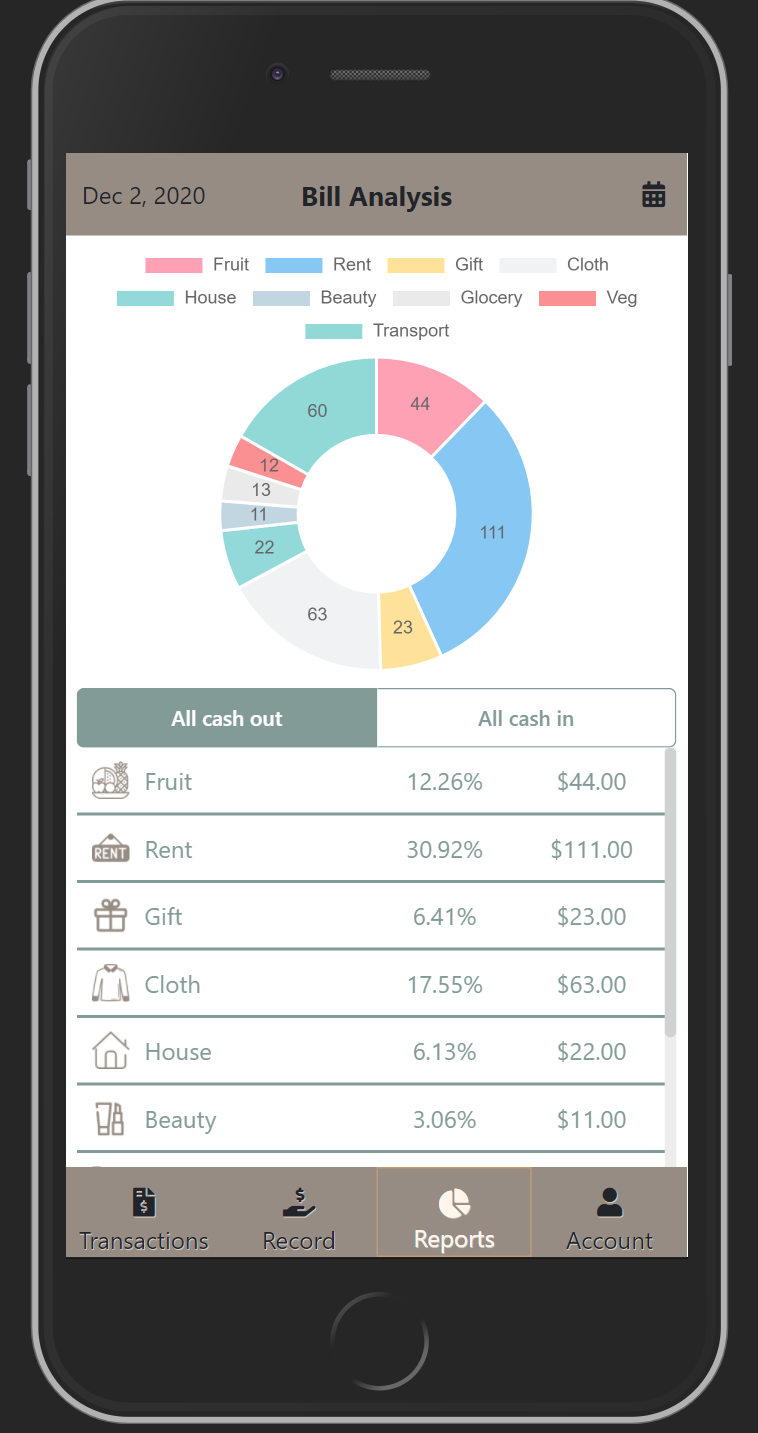 Dec 2, 2020 Bill Analysis
Fruit Rent Gift Cloth
House Beauty Glocery Veg
Transport
60 44
12
13
11 111
22
63 23
All cash out All cash in
Fruit 12.26% $44.00
RENT Rent 30.92% $111.00
Gift 6.41% $23.00
Cloth 17.55% $63.00
House 6.13% $22.00
Beauty 3.06% $11.00
Transactions Record Reports Account